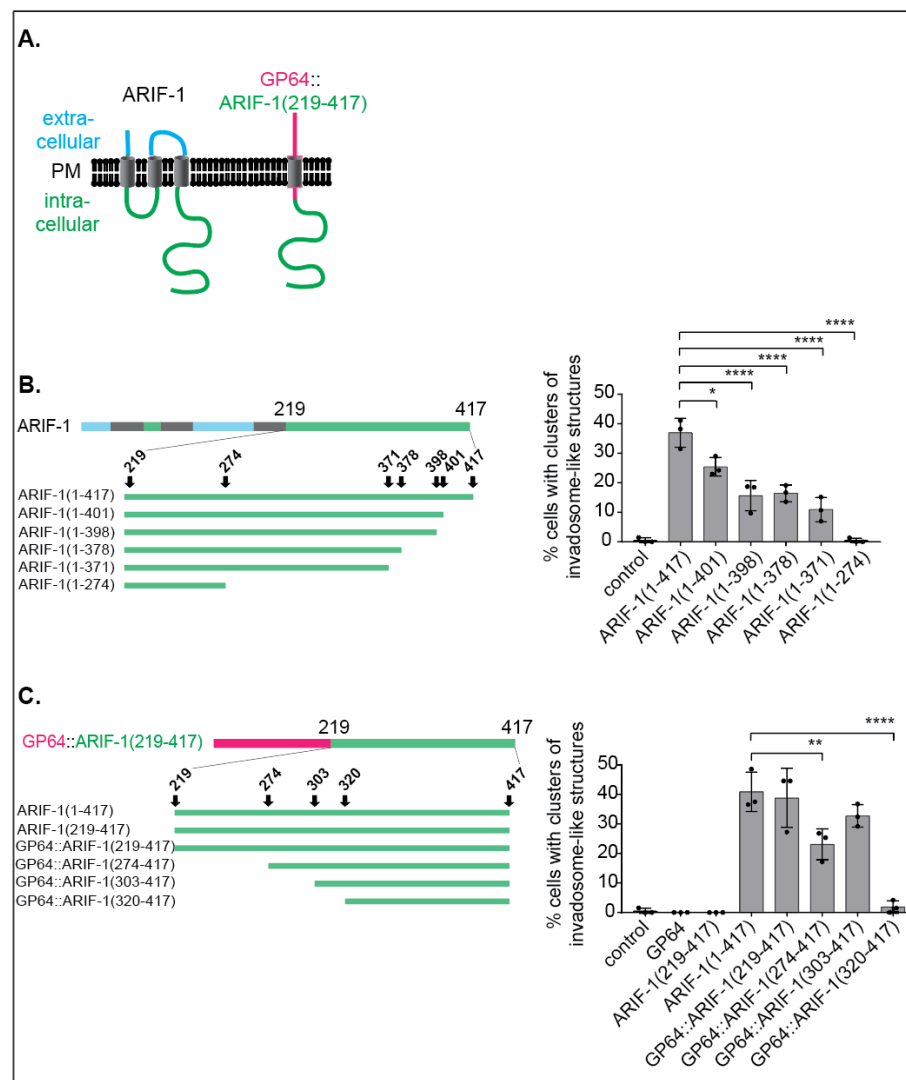 A.
GP64::
ARIF-1
ARIF-1(219-417)
extra-
cellular
PM
intra-
cellular
B.
219
417
ARIF-1
219
274
371
378
398
401
417
ARIF-1(1-417)
ARIF-1(1-401)
ARIF-1(1-398)
ARIF-1(1-378)
ARIF-1(1-371)
ARIF-1(1-274)
% cells with clusters of
invadosome-like structures
50
40
30
20
10
0
****
****
****
****
*
control
ARIF-1(1-417)
ARIF-1(1-401)
ARIF-1(1-398)
ARIF-1(1-378)
ARIF-1(1-371)
ARIF-1(1-274)
C.
219
417
GP64::ARIF-1(219-417)
219
274
303
320
417
ARIF-1(1-417)
ARIF-1(219-417)
GP64::ARIF-1(219-417)
GP64::ARIF-1(274-417)
GP64::ARIF-1(303-417)
GP64::ARIF-1(320-417)
% cells with clusters of
invadosome-like structures
50
40
30
20
10
0
****
**
control
GP64
ARIF-1(219-417)
ARIF-1(1-417)
GP64::ARIF-1(219-417)
GP64::ARIF-1(274-417)
GP64::ARIF-1(303-417)
GP64::ARIF-1(320-417)